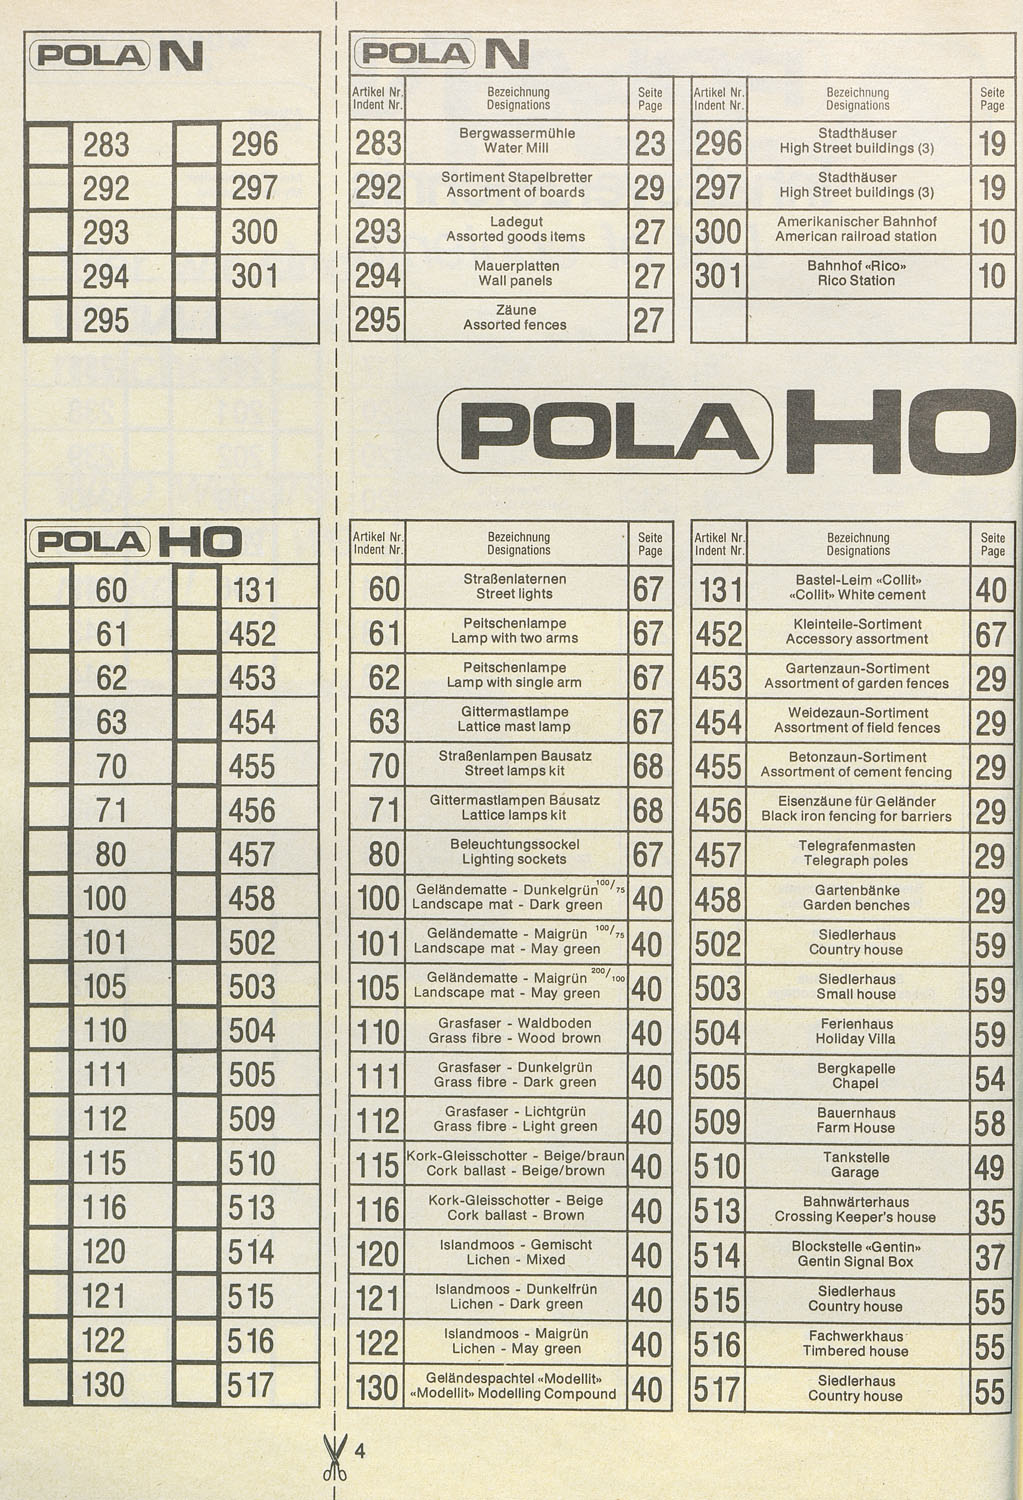 POLA N
283 296
292 297
293 300
294 301
295
POLA N
Artikel Nr. Bezeichnung Seite Artikel Nr. Bezeichnung Seite
Indent Nr. Designations Page Indent Nr. Designations Page
283 Bergwassermühle 23 296 Stadthäuser 19
Water Mill High Street buildings (3)
292 Sortiment Stapelbretter 29 297 Stadthäuser 19
Assortment of boards High Street buildings (3)
293 Ladegut 27 300 Amerikanischer Bahnhof 10
Assorted goods items American railroad station
294 Mauerplatten 27 301 Bahnhof «Rico» 10
Wall panels Rico Station
295 Zäune 27
Assorted fences
POLA HO
POLA HO
60 131
61 452
62 453
63 454
70 455
71 456
80 457
100 458
101 502
105 503
110 504
111 505
112 509
115 510
116 513
120 514
121 515
122 516
130 517
Artikel Nr. Bezeichnung Seite Artikel Nr. Bezeichnung Seite
Indent Nr. Designations Page Indent Nr. Designations Page
60 Straßenlaternen 67 131 Bastel-Leim «Collit» 40
Street lights «Collit» White cement
61 Peitschenlampe 67 452 Kleinteile-Sortiment 67
Lamp with two arms Accessory assortment
62 Peitschenlampe 67 453 Gartenzaun-Sortiment 29
Lamp with single arm Assortment of garden fences
63 Gittermastlampe 67 454 Weidezaun-Sortiment 29
Lattice mast lamp Assortment of field fences
70 Straßenlampen Bausatz 68 455 Betonzaun-Sortiment 29
Street lamps kit Assortment of cement fencing
71 Gittermastlampen Bausatz 68 456 Eisenzäune für Geländer 29
Lattice lamps kit Black iron fencing for barriers
80 Beleuchtungssockel 67 457 Telegrafenmasten 29
Lighting sockets Telegraph poles
100 Geländematte - Dunkelgrün 100/75 40 458 Gartenbänke 29
Landscape mat - Dark green Garden benches
101 Geländematte - Maigrün 100/75 40 502 Siedlerhaus 59
Landscape mat - May green Country house
105 Geländematte - Maigrün 200/100 40 503 Siedlerhaus 59
Landscape mat - May green Small house
110 Grasfaser - Waldboden 40 504 Ferienhaus 59
Grass fibre - Wood brown Holiday Villa
111 Grasfaser - Dunkelgrün 40 505 Bergkapelle 54
Grass fibre - Dark green Chapel
112 Grasfaser - Lichtgrün 40 509 Bauernhaus 58
Grass fibre - Light green Farm House
115 Kork-Gleisschotter - Beige/braun 40 510 Tankstelle 49
Cork ballast - Beige/brown Garage
116 Kork-Gleisschotter - Beige 40 513 Bahnwärterhaus 35
Cork ballast - Brown Crossing Keeper's house
120 Islandmoos - Gemischt 40 514 Blockstelle «Gentin» 37
Lichen - Mixed Gentin Signal Box
121 Islandmoos - Dunkelfrün 40 515 Siedlerhaus 55
Lichen - Dark green Country house
122 Islandmoos - Maigrün 40 516 Fachwerkhaus 55
Lichen - May green Timbered house
130 Geländespachtel «Modellit» 40 517 Siedlerhaus 55
«Modellit» Modelling Compound Country house
4